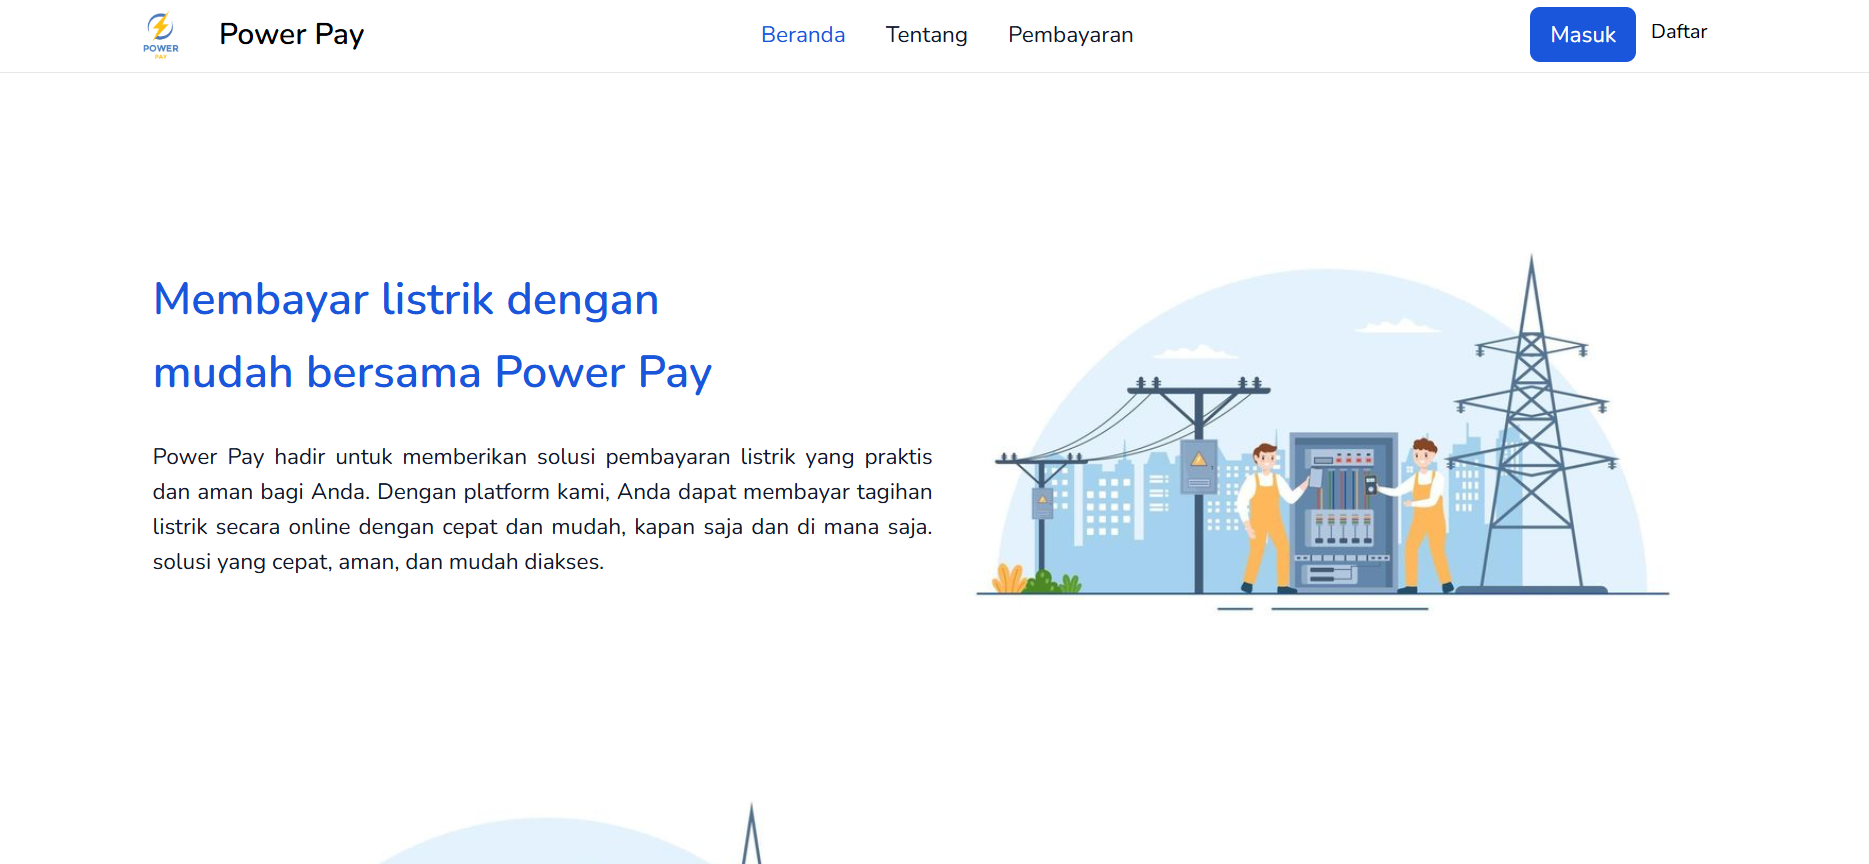 POWER
PAY
Power Pay
Beranda
Tentang
Pembayaran
Masuk
Daftar
Membayar listrik dengan
mudah bersama Power Pay
Power Pay hadir untuk memberikan solusi pembayaran listrik yang praktis
dan aman bagi Anda. Dengan platform kami, Anda dapat membayar tagihan
listrik secara online dengan cepat dan mudah, kapan saja dan di mana saja.
solusi yang cepat, aman, dan mudah diakses.